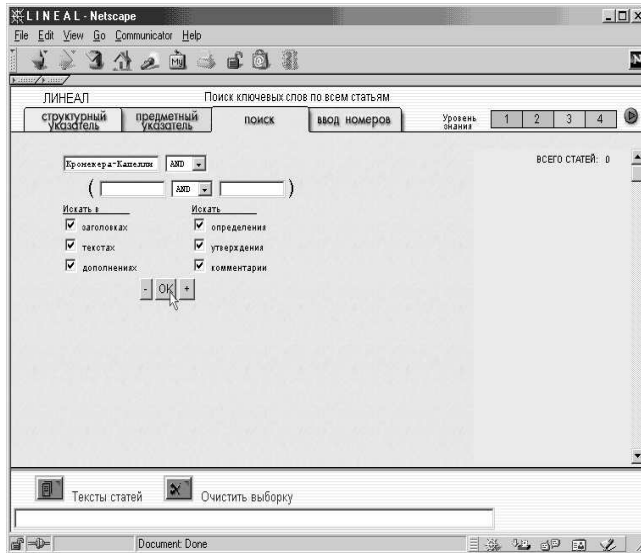 LINEAL - Netscape
File Edit View Go Communicator Help
My
N
ЛИНЕАЛ Поиск ключевых слов по всем статьям
структурный указатель предметный указатель поиск ввод номеров Уровень знания 1 2 3 4
Кронекера-Капелли AND ВСЕГО СТАТЕЙ: 0
( AND )
Искать в Искать
заголовках определения
текстах утверждения
дополнениях комментарии
- OK +
Тексты статей Очистить выборку
Document: Done